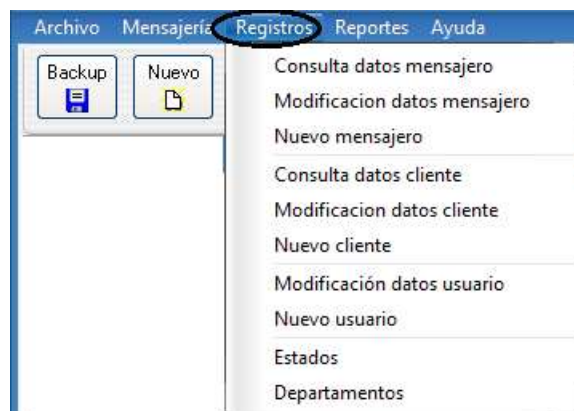 Archivo Mensajería Registros Reportes Ayuda
Backup Nuevo
Consulta datos mensajero
Modificacion datos mensajero
Nuevo mensajero
Consulta datos cliente
Modificacion datos cliente
Nuevo cliente
Modificación datos usuario
Nuevo usuario
Estados
Departamentos